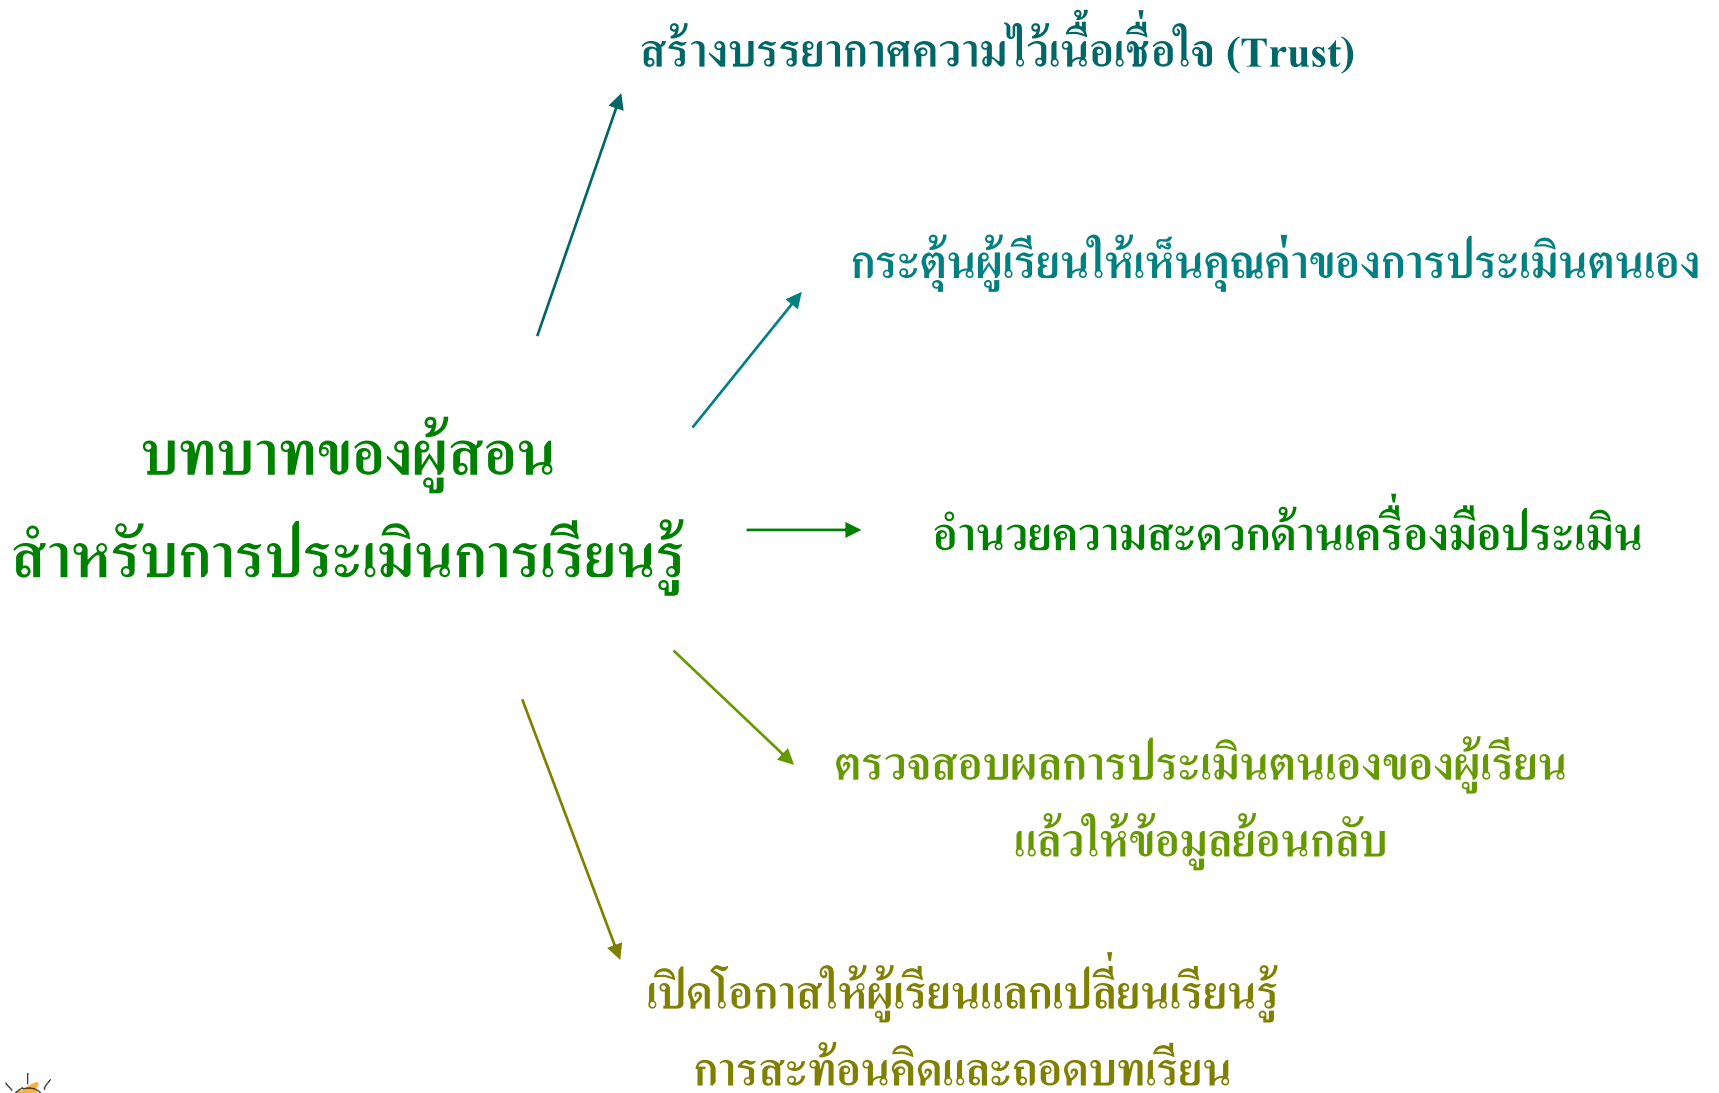 สร้างบรรยากาศความไว้เนื้อเชื่อใจ (Trust)
กระตุ้นผู้เรียนให้เห็นคุณค่าของการประเมินตนเอง
บทบาทของผู้สอน
สำหรับการประเมินการเรียนรู้
อำนวยความสะดวกด้านเครื่องมือประเมิน
ตรวจสอบผลการประเมินตนเองของผู้เรียน
แล้วให้ข้อมูลย้อนกลับ
เปิดโอกาสให้ผู้เรียนแลกเปลี่ยนเรียนรู้
การสะท้อนคิดและถอดบทเรียน